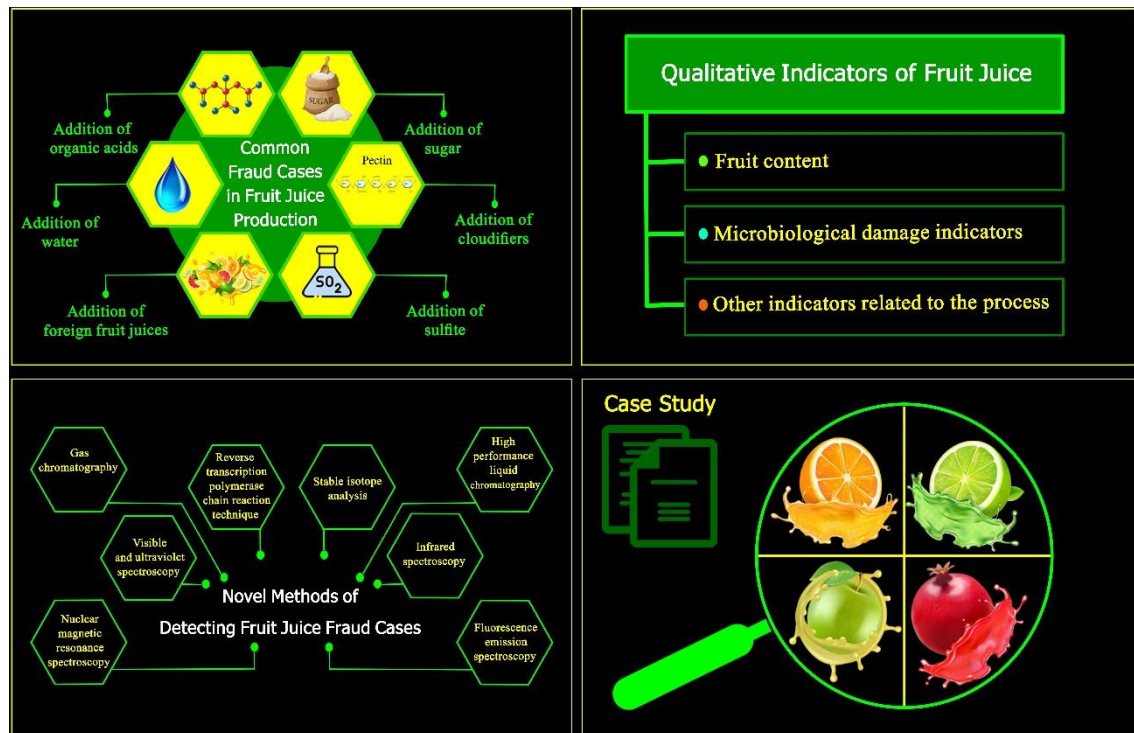 Addition of
organic acids
Addition of
water
Addition of
foreign fruit juices
SUGAR
Pectin
SO2
Common
Fraud Cases
in Fruit Juice
Production
Addition of
sugar
Addition of
cloudifiers
Addition of
sulfite
Qualitative Indicators of Fruit Juice
Fruit content
Microbiological damage indicators
Other indicators related to the process
Gas
chromatography
Reverse
transcription
polymerase
chain reaction
technique
Stable isotope
analysis
High
performance
liquid
chromatography
Visible
and ultraviolet
spectroscopy
Infrared
spectroscopy
Nuclear
magnetic
resonance
spectroscopy
Novel Methods of
Detecting Fruit Juice Fraud Cases
Fluorescence
emission
spectroscopy
Case Study